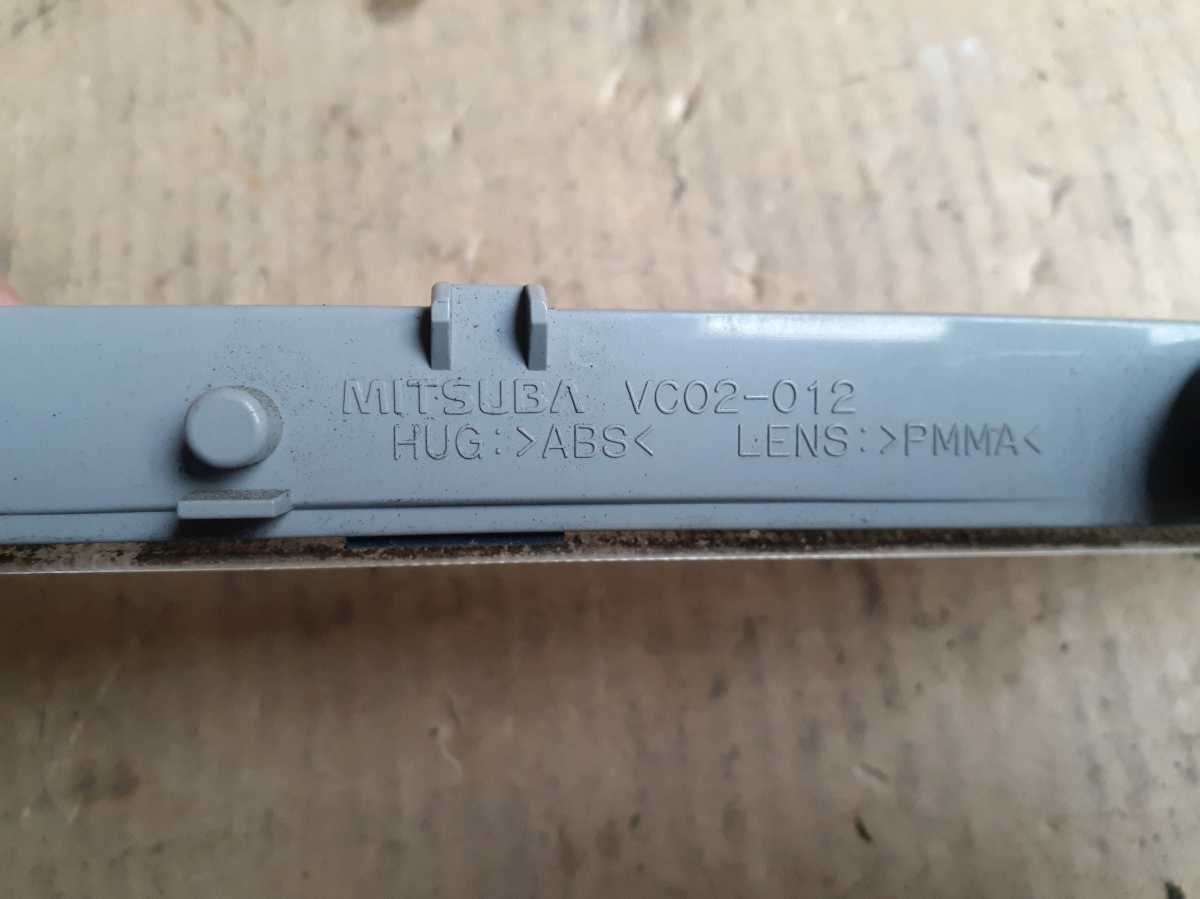 MITSUBA VC02-012
HUG:>ABS< LENS:>PMMA<